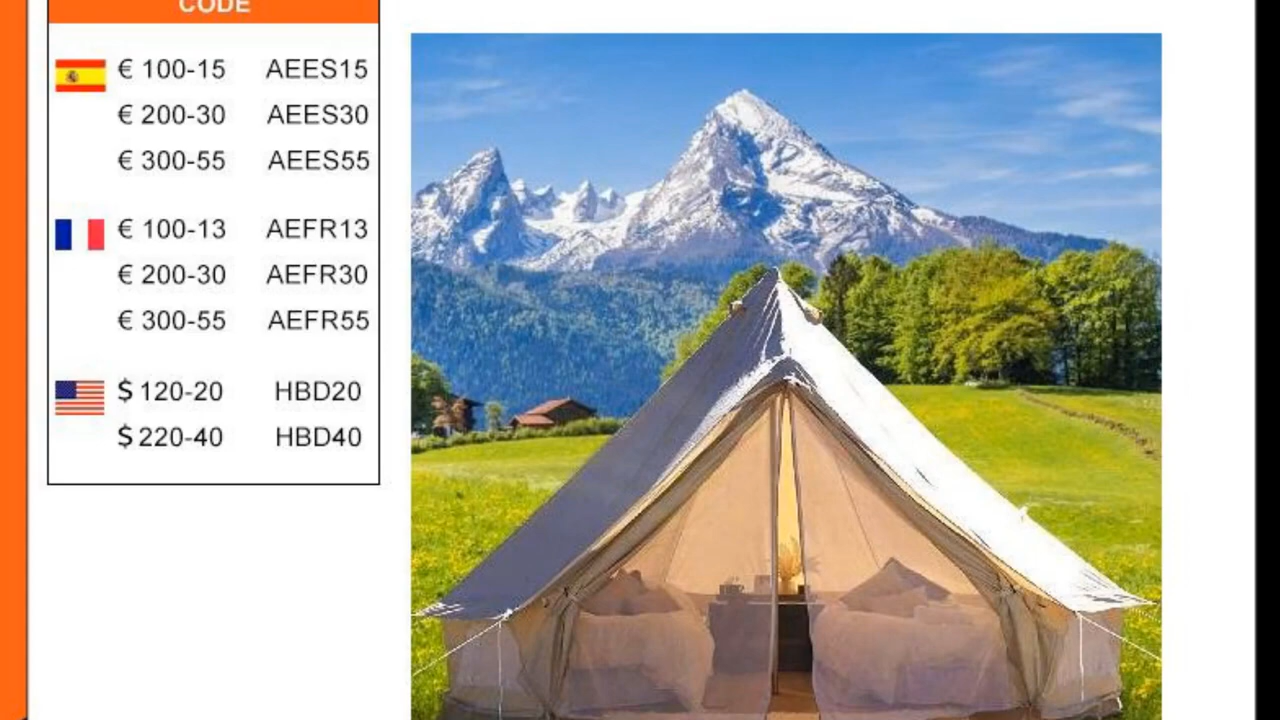 CODE
€ 100-15 AEES15
€ 200-30 AEES30
€ 300-55 AEES55
€ 100-13 AEFR13
€ 200-30 AEFR30
€ 300-55 AEFR55
$ 120-20 HBD20
$ 220-40 HBD40